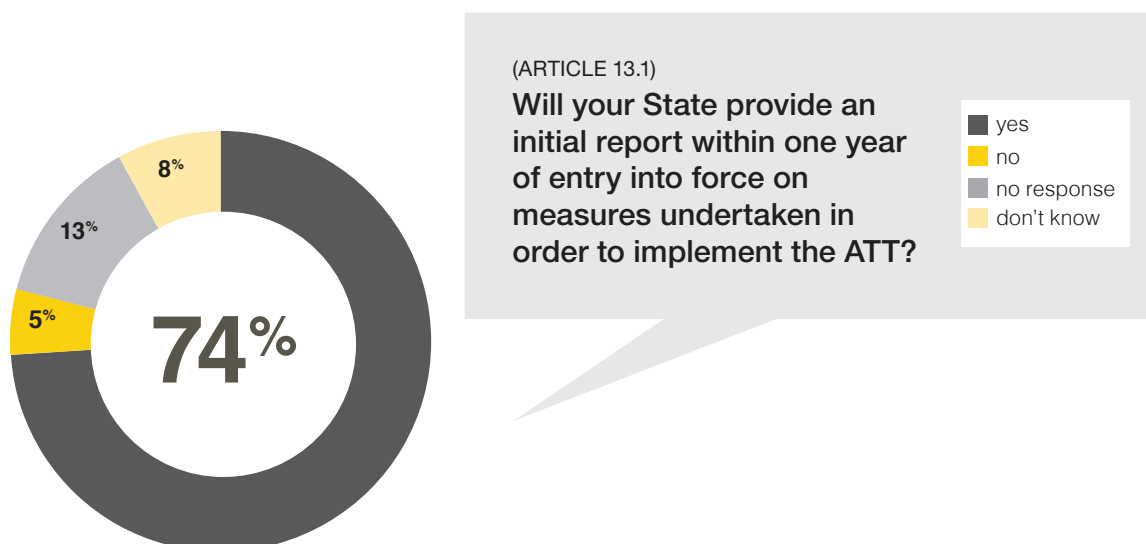 (ARTICLE 13.1)
Will your State provide an
initial report within one year
of entry into force on
measures undertaken in
order to implement the ATT?
yes
no
no response
don't know
8%
13%
5%
74%